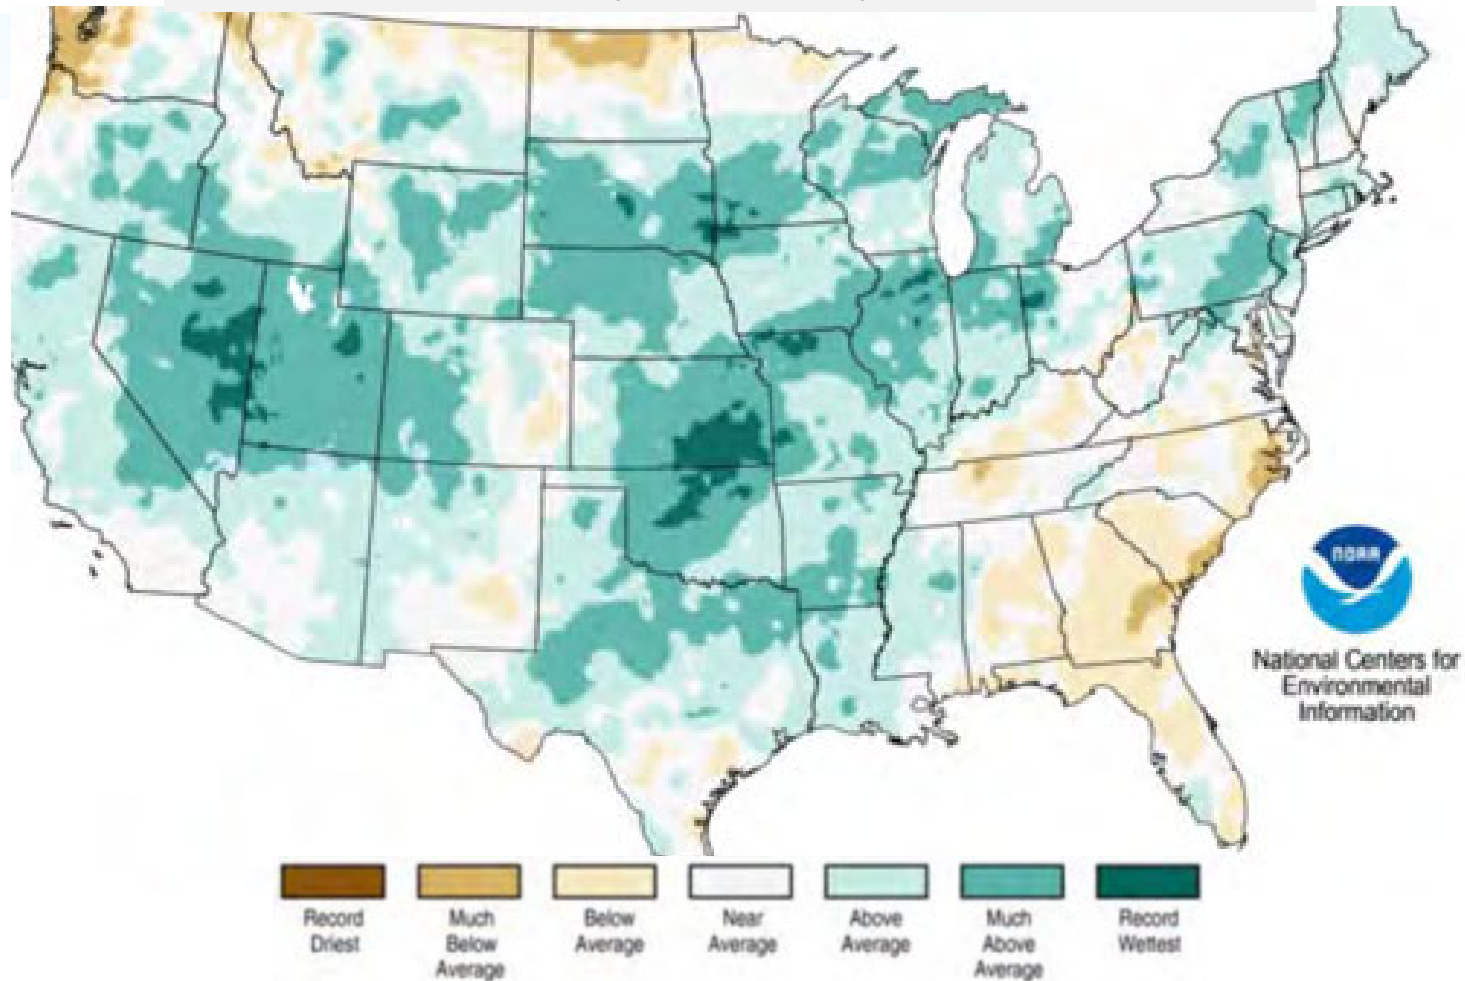 noaa
National Centers for
Environmental
Information
Record
Driest
Much
Below
Average
Below
Average
Near
Average
Above
Average
Much
Above
Average
Record
Wettest